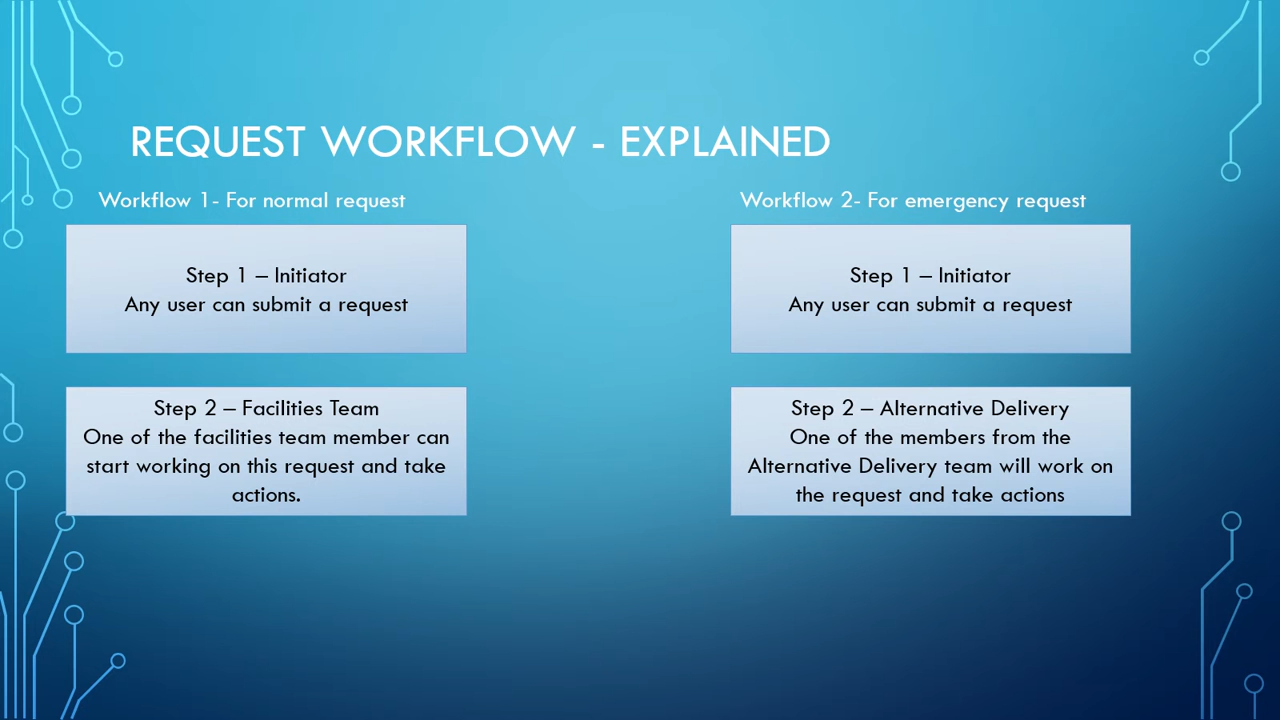 REQUEST WORKFLOW - EXPLAINED
Workflow 1- For normal request
Step 1 – Initiator
Any user can submit a request
Step 2 – Facilities Team
One of the facilities team member can
start working on this request and take
actions.
Workflow 2- For emergency request
Step 1 – Initiator
Any user can submit a request
Step 2 – Alternative Delivery
One of the members from the
Alternative Delivery team will work on
the request and take actions